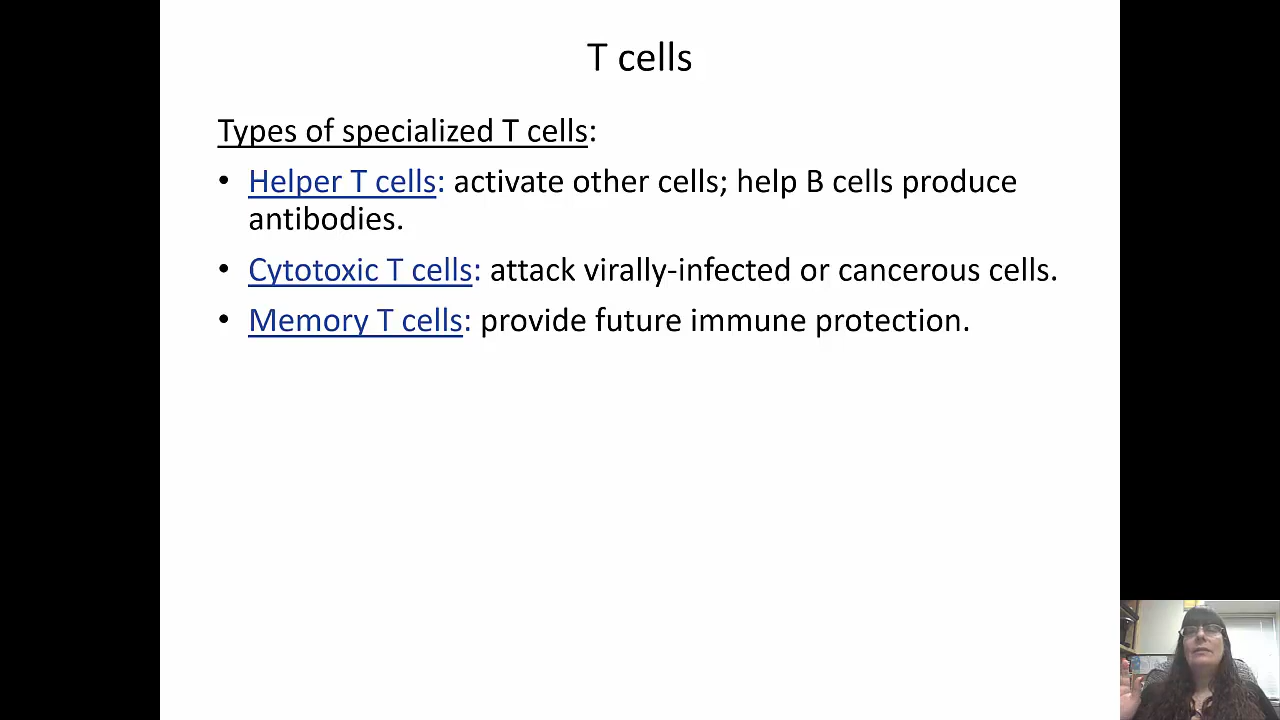 T cells
Types of specialized T cells:
• Helper T cells: activate other cells; help B cells produce
antibodies.
• Cytotoxic T cells: attack virally-infected or cancerous cells.
• Memory T cells: provide future immune protection.